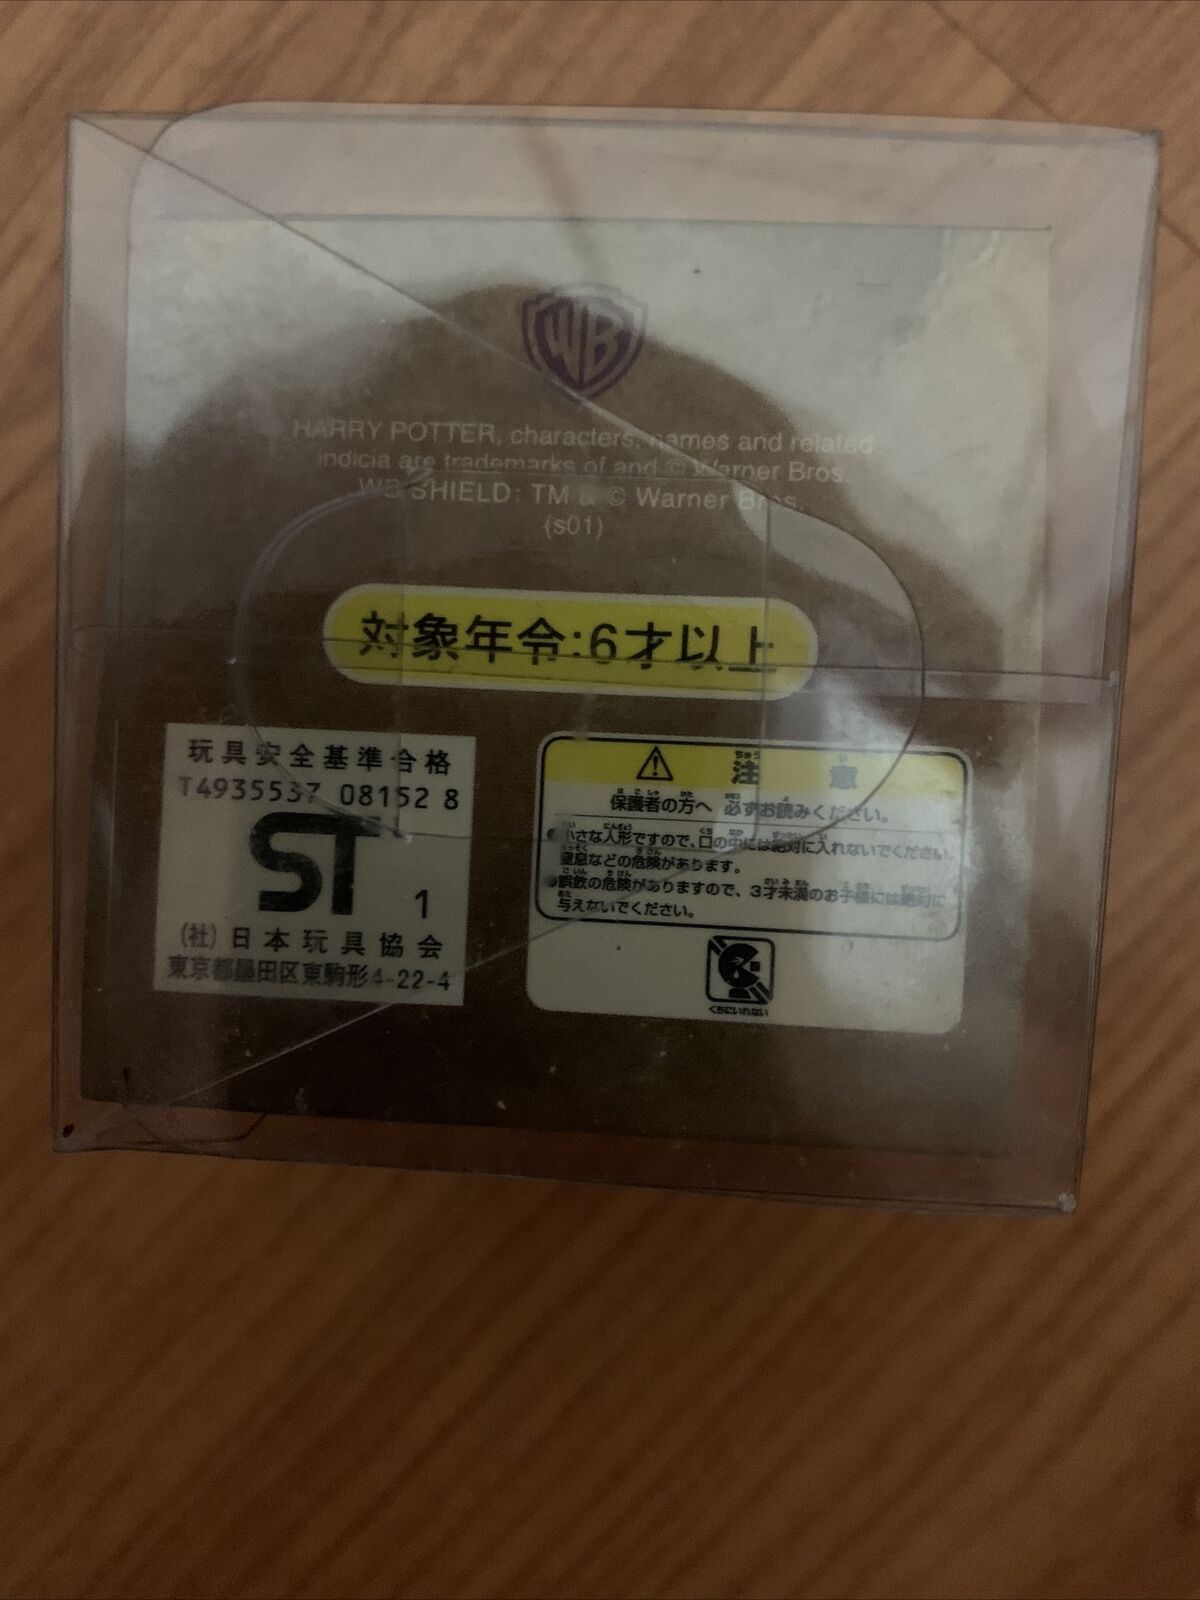 WB
HARRY POTTER, characters, names and related
indicia are trademarks of and © Warner Bros.
WB SHIELD: TM & © Warner Bros.
(s01)
対象年令:6才以上
玩具安全基準合格
T4935537 08152 8
ST 1
(社)日本玩具協会
東京都墨田区東駒形4-22-4
注意
保護者の方へ 必ずお読みください。
●小さな人形ですので、口の中には絶対に入れないでください。
窒息などの危険があります。
●誤飲の危険がありますので、3才未満のお子様には絶対に
与えないでください。
くちにいれない